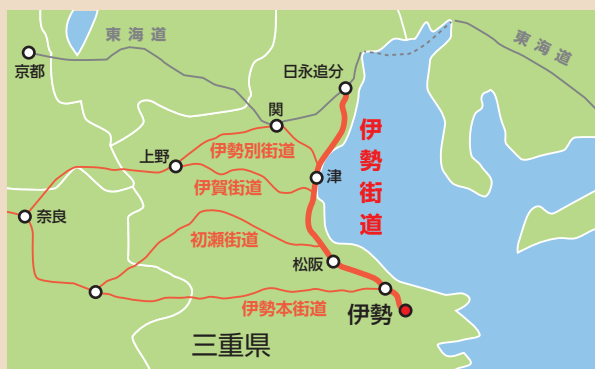 東海道
東海道
京都
日永追分
関
伊勢街道
上野
伊勢別街道
伊賀街道
津
奈良
初瀬街道
松阪
伊勢本街道
伊勢
三重県